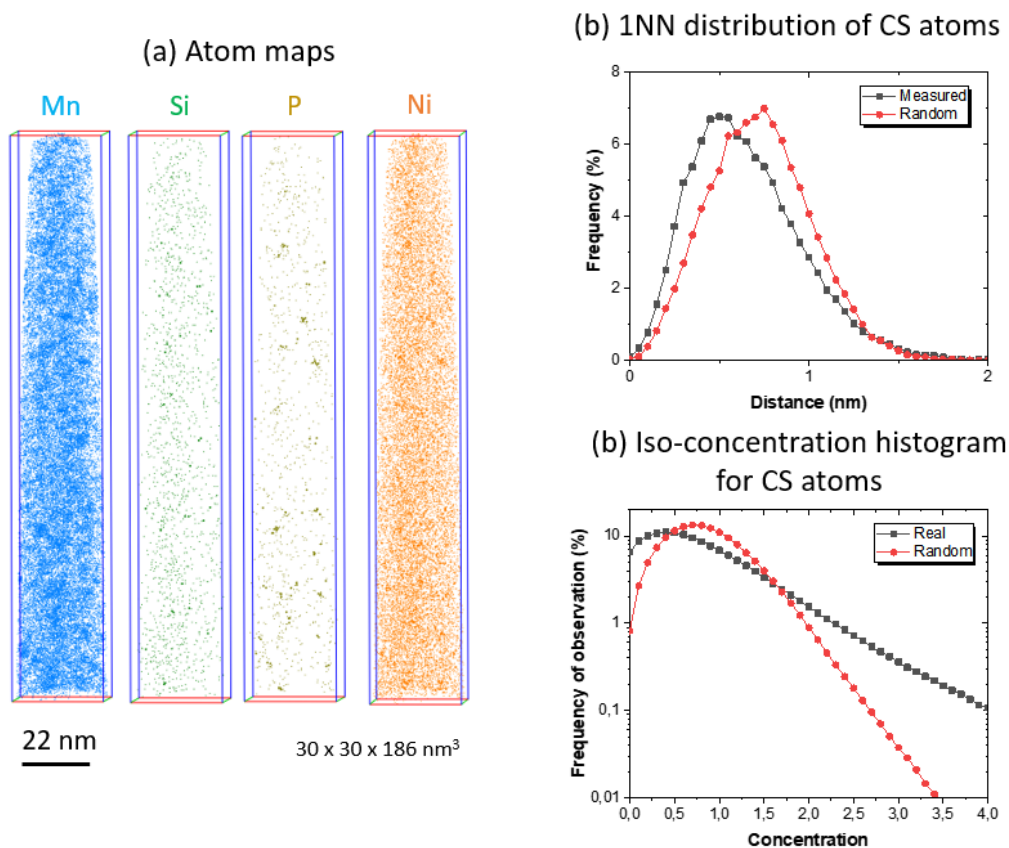 (a) Atom maps
Mn Si P Ni
22 nm
30 x 30 x 186 nm³
(b) 1NN distribution of CS atoms
Measured
Random
8
6
4
2
0
0 1 2
Frequency (%)
Distance (nm)
(b) Iso-concentration histogram
for CS atoms
Real
Random
10
1
0,1
0,01
0,0 0,5 1,0 1,5 2,0 2,5 3,0 3,5 4,0
Frequency of observation (%)
Concentration